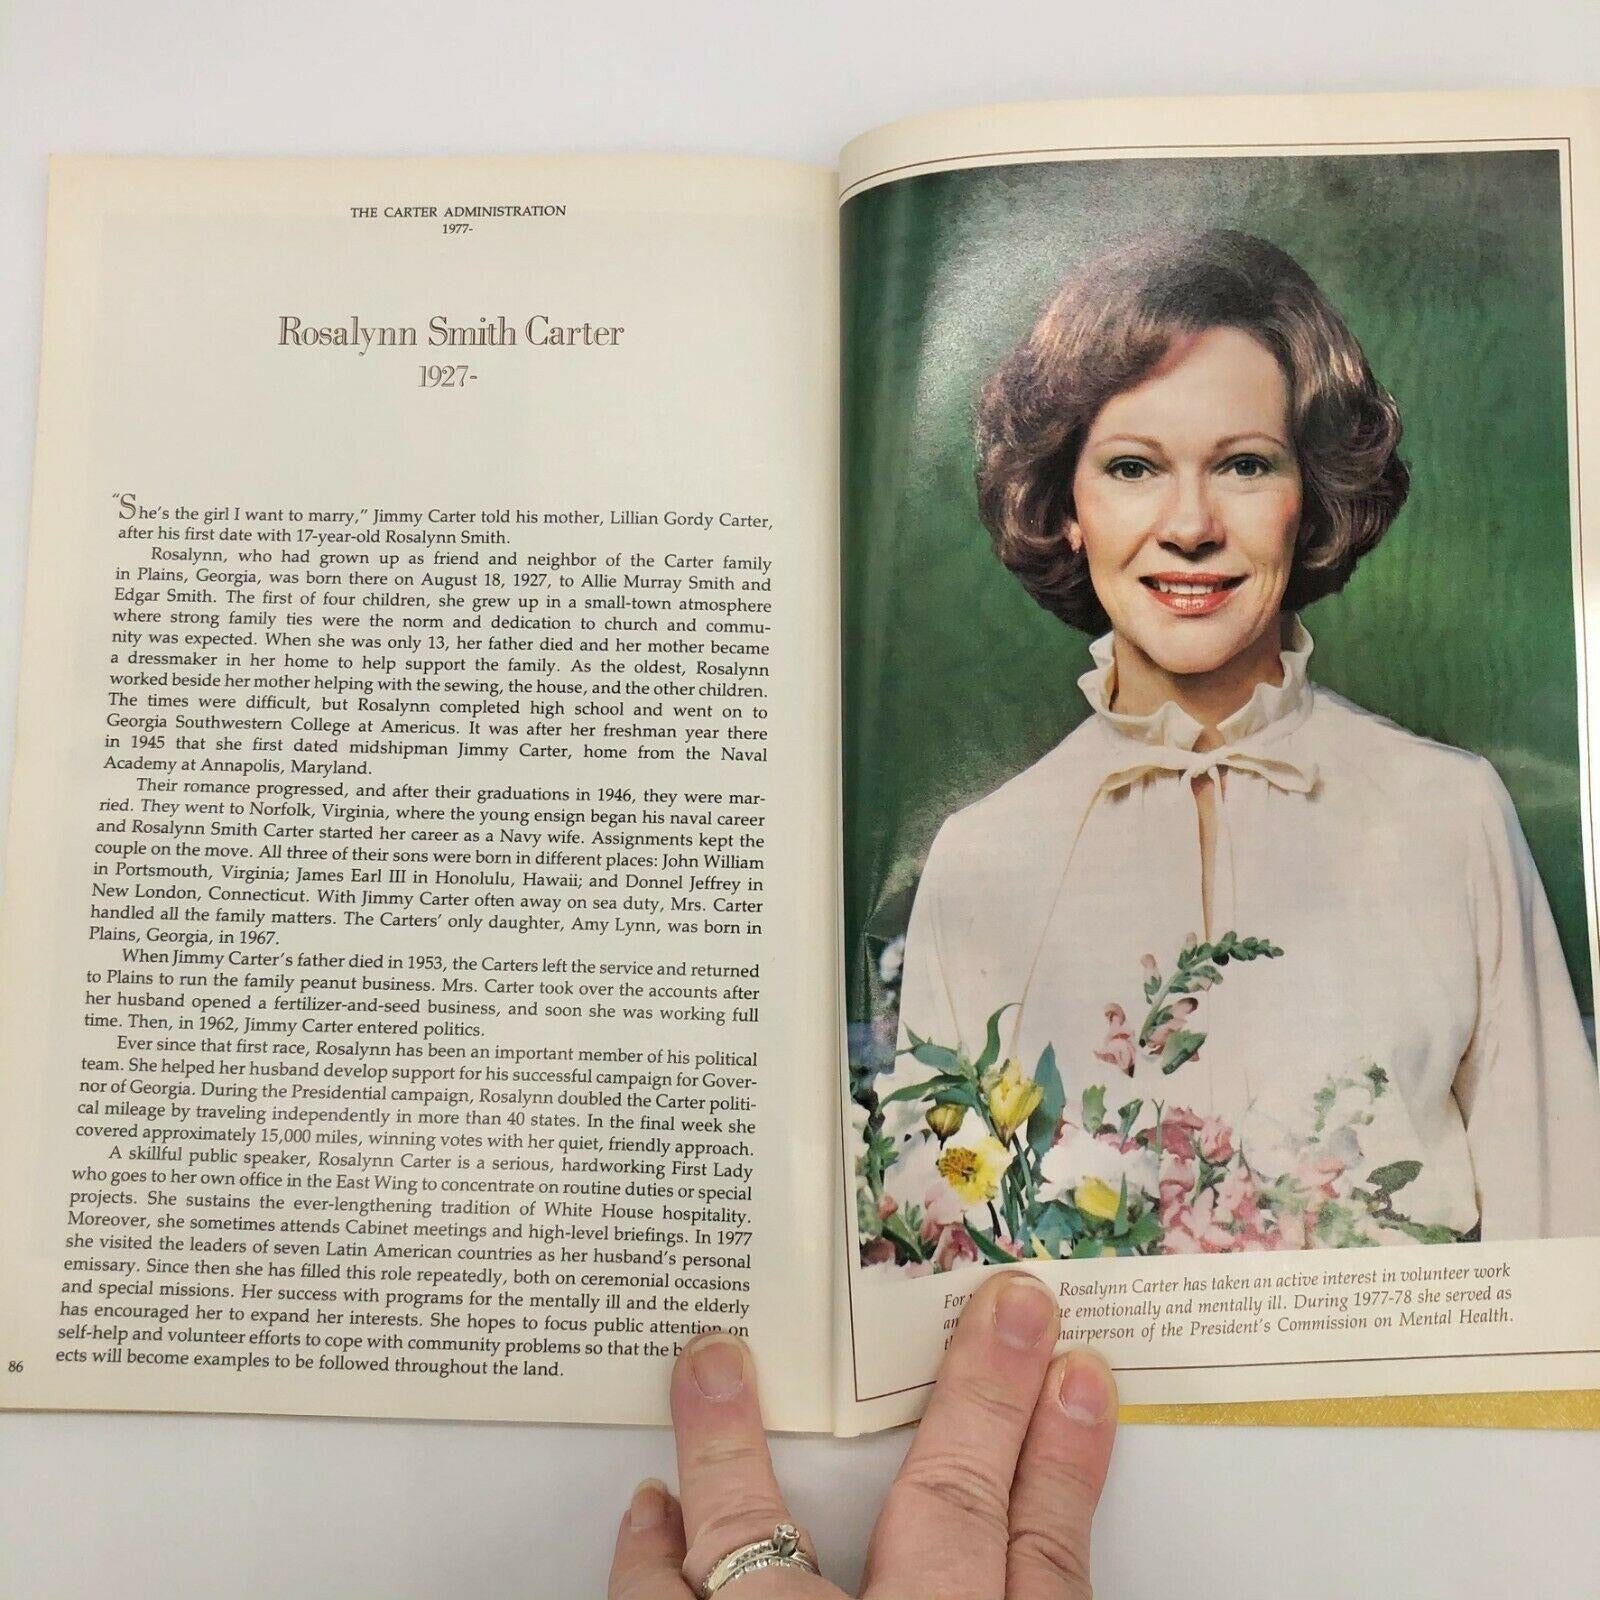 THE CARTER ADMINISTRATION
1977-
Rosalynn Smith Carter
1927-
"She's the girl I want to marry," Jimmy Carter told his mother, Lillian Gordy Carter,
after his first date with 17-year-old Rosalynn Smith.
Rosalynn, who had grown up as friend and neighbor of the Carter family
in Plains, Georgia, was born there on August 18, 1927, to Allie Murray Smith and
Edgar Smith. The first of four children, she grew up in a small-town atmosphere
where strong family ties were the norm and dedication to church and commu-
nity was expected. When she was only 13, her father died and her mother became
a dressmaker in her home to help support the family. As the oldest, Rosalynn
worked beside her mother helping with the sewing, the house, and the other children.
The times were difficult, but Rosalynn completed high school and went on to
Georgia Southwestern College at Americus. It was after her freshman year there
in 1945 that she first dated midshipman Jimmy Carter, home from the Naval
Academy at Annapolis, Maryland.
Their romance progressed, and after their graduations in 1946, they were mar-
ried. They went to Norfolk, Virginia, where the young ensign began his naval career
and Rosalynn Smith Carter started her career as a Navy wife. Assignments kept the
couple on the move. All three of their sons were born in different places: John William
in Portsmouth, Virginia; James Earl III in Honolulu, Hawaii; and Donnel Jeffrey in
New London, Connecticut. With Jimmy Carter often away on sea duty, Mrs. Carter
handled all the family matters. The Carters' only daughter, Amy Lynn, was born in
Plains, Georgia, in 1967.
When Jimmy Carter's father died in 1953, the Carters left the service and returned
to Plains to run the family peanut business. Mrs. Carter took over the accounts after
her husband opened a fertilizer-and-seed business, and soon she was working full
time. Then, in 1962, Jimmy Carter entered politics.
Ever since that first race, Rosalynn has been an important member of his political
team. She helped her husband develop support for his successful campaign for Gover-
nor of Georgia. During the Presidential campaign, Rosalynn doubled the Carter politi-
cal mileage by traveling independently in more than 40 states. In the final week she
covered approximately 15,000 miles, winning votes with her quiet, friendly approach.
A skillful public speaker, Rosalynn Carter is a serious, hardworking First Lady
who goes to her own office in the East Wing to concentrate on routine duties or special
projects. She sustains the ever-lengthening tradition of White House hospitality.
Moreover, she sometimes attends Cabinet meetings and high-level briefings. In 1977
she visited the leaders of seven Latin American countries as her husband's personal
emissary. Since then she has filled this role repeatedly, both on ceremonial occasions
and special missions. Her success with programs for the mentally ill and the elderly
has encouraged her to expand her interests. She hopes to focus public attention on
self-help and volunteer efforts to cope with community problems so that the
ects will become examples to be followed throughout the land.
86
For Rosalynn Carter has taken an active interest in volunteer work
emotionally and mentally ill. During 1977-78 she served as
of the President's Commission on Mental Health.